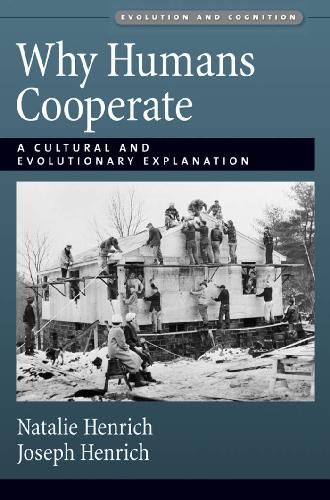 EVOLUTION AND COGNITION
Why Humans
Cooperate
A CULTURAL AND
EVOLUTIONARY EXPLANATION
Natalie Henrich
Joseph Henrich